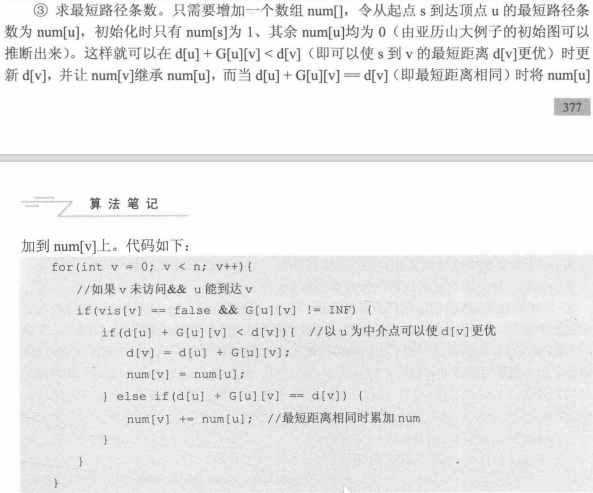 ③ 求最短路径条数。只需要增加一个数组 num[]，令从起点 s 到达顶点 u 的最短路径条
数为 num[u]，初始化时只有 num[s]为 1、其余 num[u]均为 0（由亚历山大例子的初始图可以
推断出来）。这样就可以在 d[u] + G[u][v] < d[v]（即可以使 s 到 v 的最短距离 d[v]更优）时更
新 d[v]，并让 num[v]继承 num[u]，而当 d[u] + G[u][v] == d[v]（即最短距离相同）时将 num[u]
377
算 法 笔 记
加到 num[v]上。代码如下：
for(int v = 0; v < n; v++){
//如果 v 未访问&& u 能到达 v
if(vis[v] == false && G[u][v] != INF) {
if(d[u] + G[u][v] < d[v]){ //以 u 为中介点可以使 d[v]更优
d[v] = d[u] + G[u][v];
num[v] = num[u];
} else if(d[u] + G[u][v] == d[v]) {
num[v] += num[u]; //最短距离相同时累加 num
}
}
}